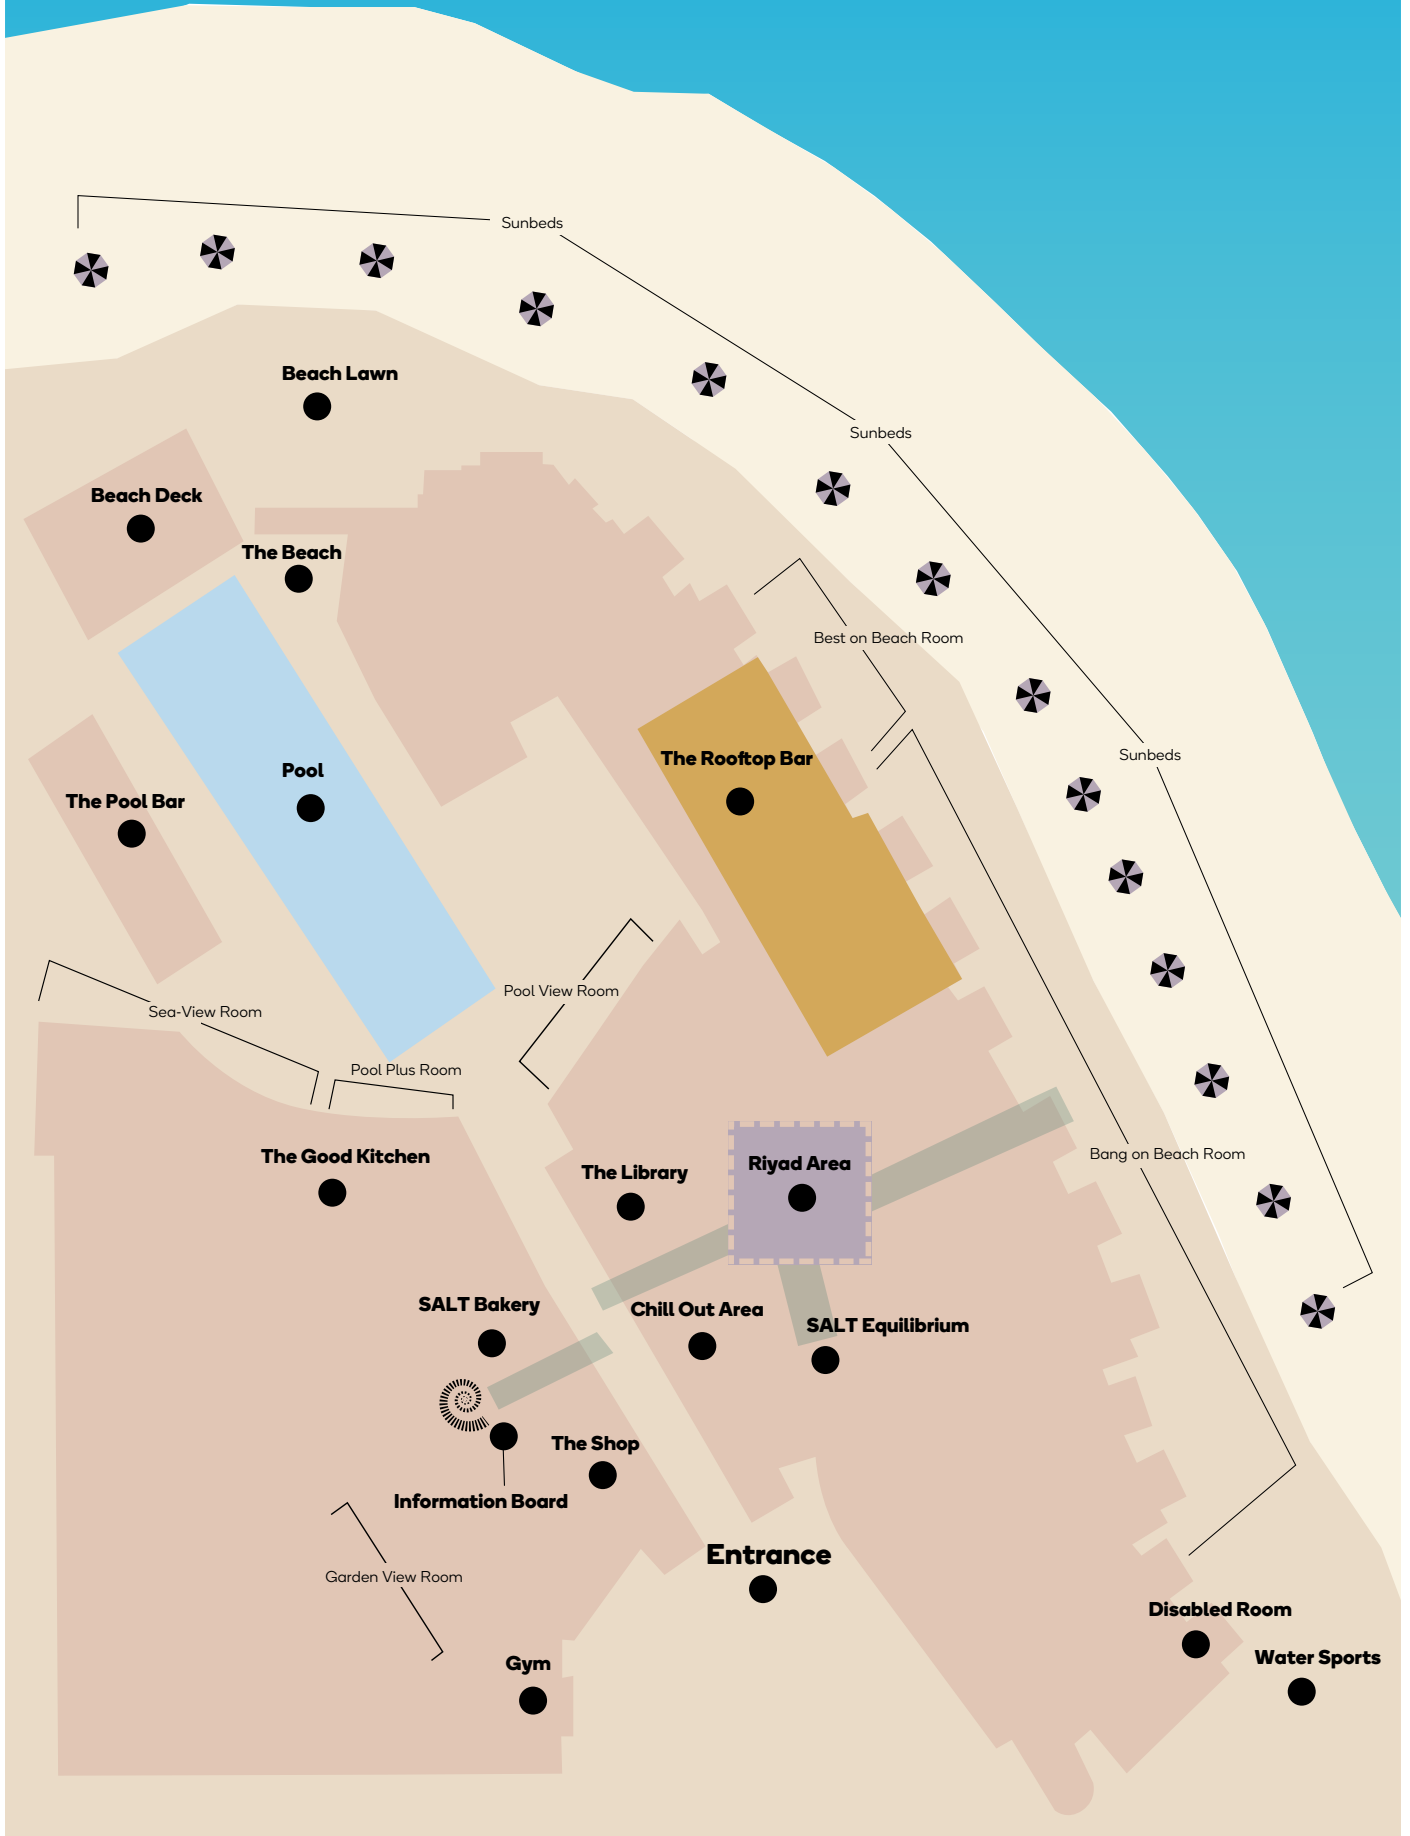 Sunbeds
Beach Lawn
Sunbeds
Beach Deck
The Beach
Best on Beach Room
The Rooftop Bar
Sunbeds
Pool
The Pool Bar
Pool View Room
Sea-View Room
Pool Plus Room
The Good Kitchen
The Library
Riyad Area
Bang on Beach Room
SALT Bakery
Chill Out Area
SALT Equilibrium
The Shop
Information Board
Entrance
Garden View Room
Disabled Room
Gym
Water Sports